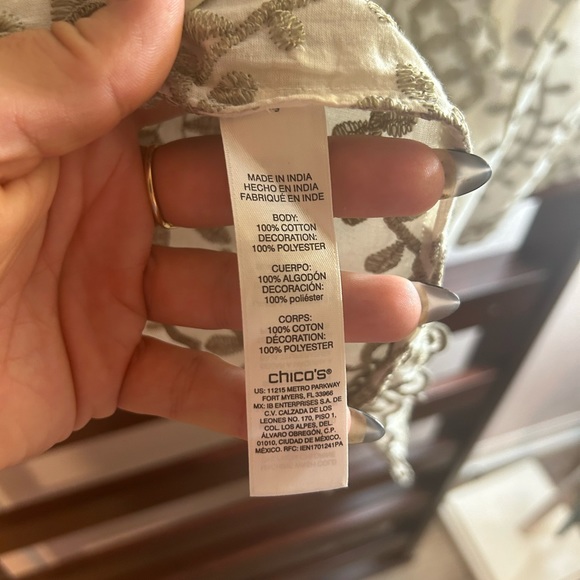 MADE IN INDIA
HECHO EN INDIA
FABRIQUÉ EN INDE
BODY:
100% COTTON
DECORATION:
100% POLYESTER
CUERPO:
100% ALGODÓN
DECORACIÓN:
100% poliéster
CORPS:
100% COTON
DÉCORATION:
100% POLYESTER
chico's®
US: 11215 METRO PARKWAY
FORT MYERS, FL 33966
MX: IB ENTERPRISES S.A. DE
C.V. CALZADA DE LOS
LEONES NO. 170, PISO 1,
COL. LOS ALPES, DEL.
ÁLVARO OBREGÓN, C.P.
01010, CIUDAD DE MÉXICO,
MÉXICO. RFC: IEN1701241PA